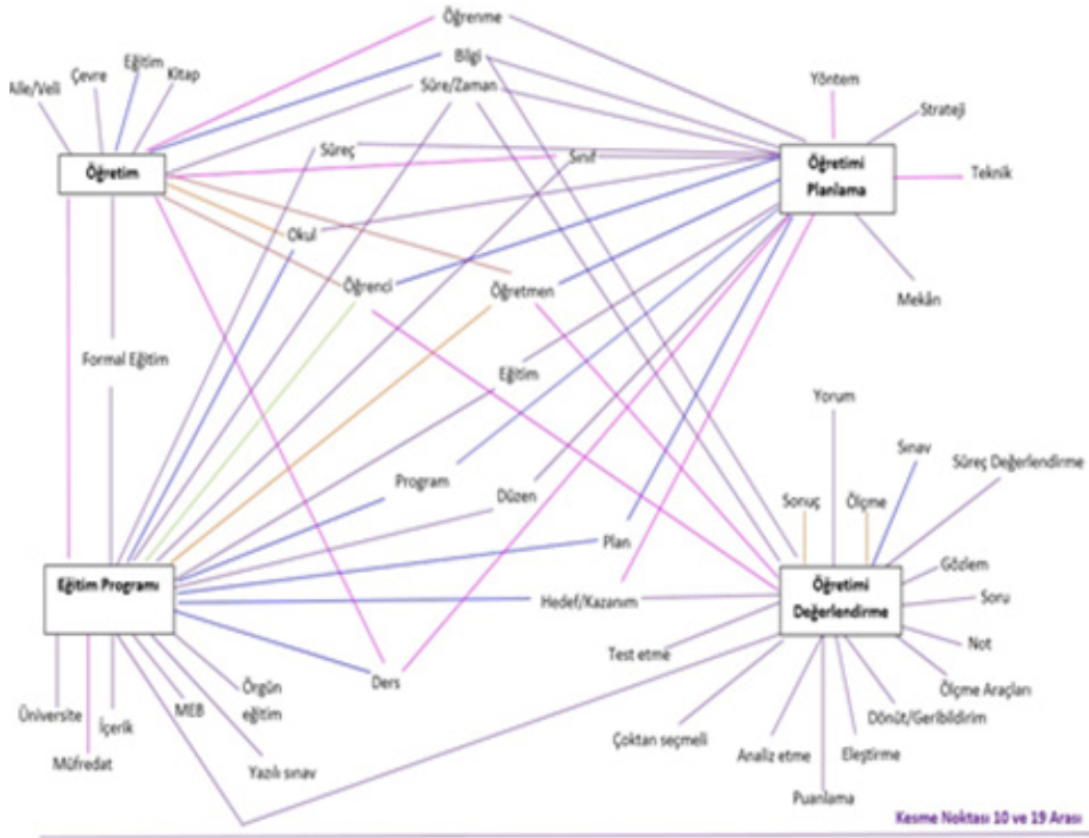 Öğrenme
Bilgi
Süre/Zaman
Aile/Veli
Çevre
Eğitim
Kitap
Yöntem
Strateji
Öğretim
Süreç
Sınıf
Öğretimi
Planlama
Teknik
Okul
Öğrenci
Öğretmen
Mekân
Formal Eğitim
Eğitim
Yorum
Sınav
Süreç Değerlendirme
Program
Düzen
Sonuç
Ölçme
Plan
Gözlem
Eğitim Programı
Öğretimi
Değerlendirme
Hedef/Kazanım
Soru
Not
Test etme
Ölçme Araçları
Ders
Örgün
eğitim
MEB
İçerik
Üniversite
Müfredat
Yazılı sınav
Dönüt/Geribildirim
Çoktan seçmeli
Analiz etme
Eleştirme
Puanlama
Kesme Noktası 10 ve 19 Arası